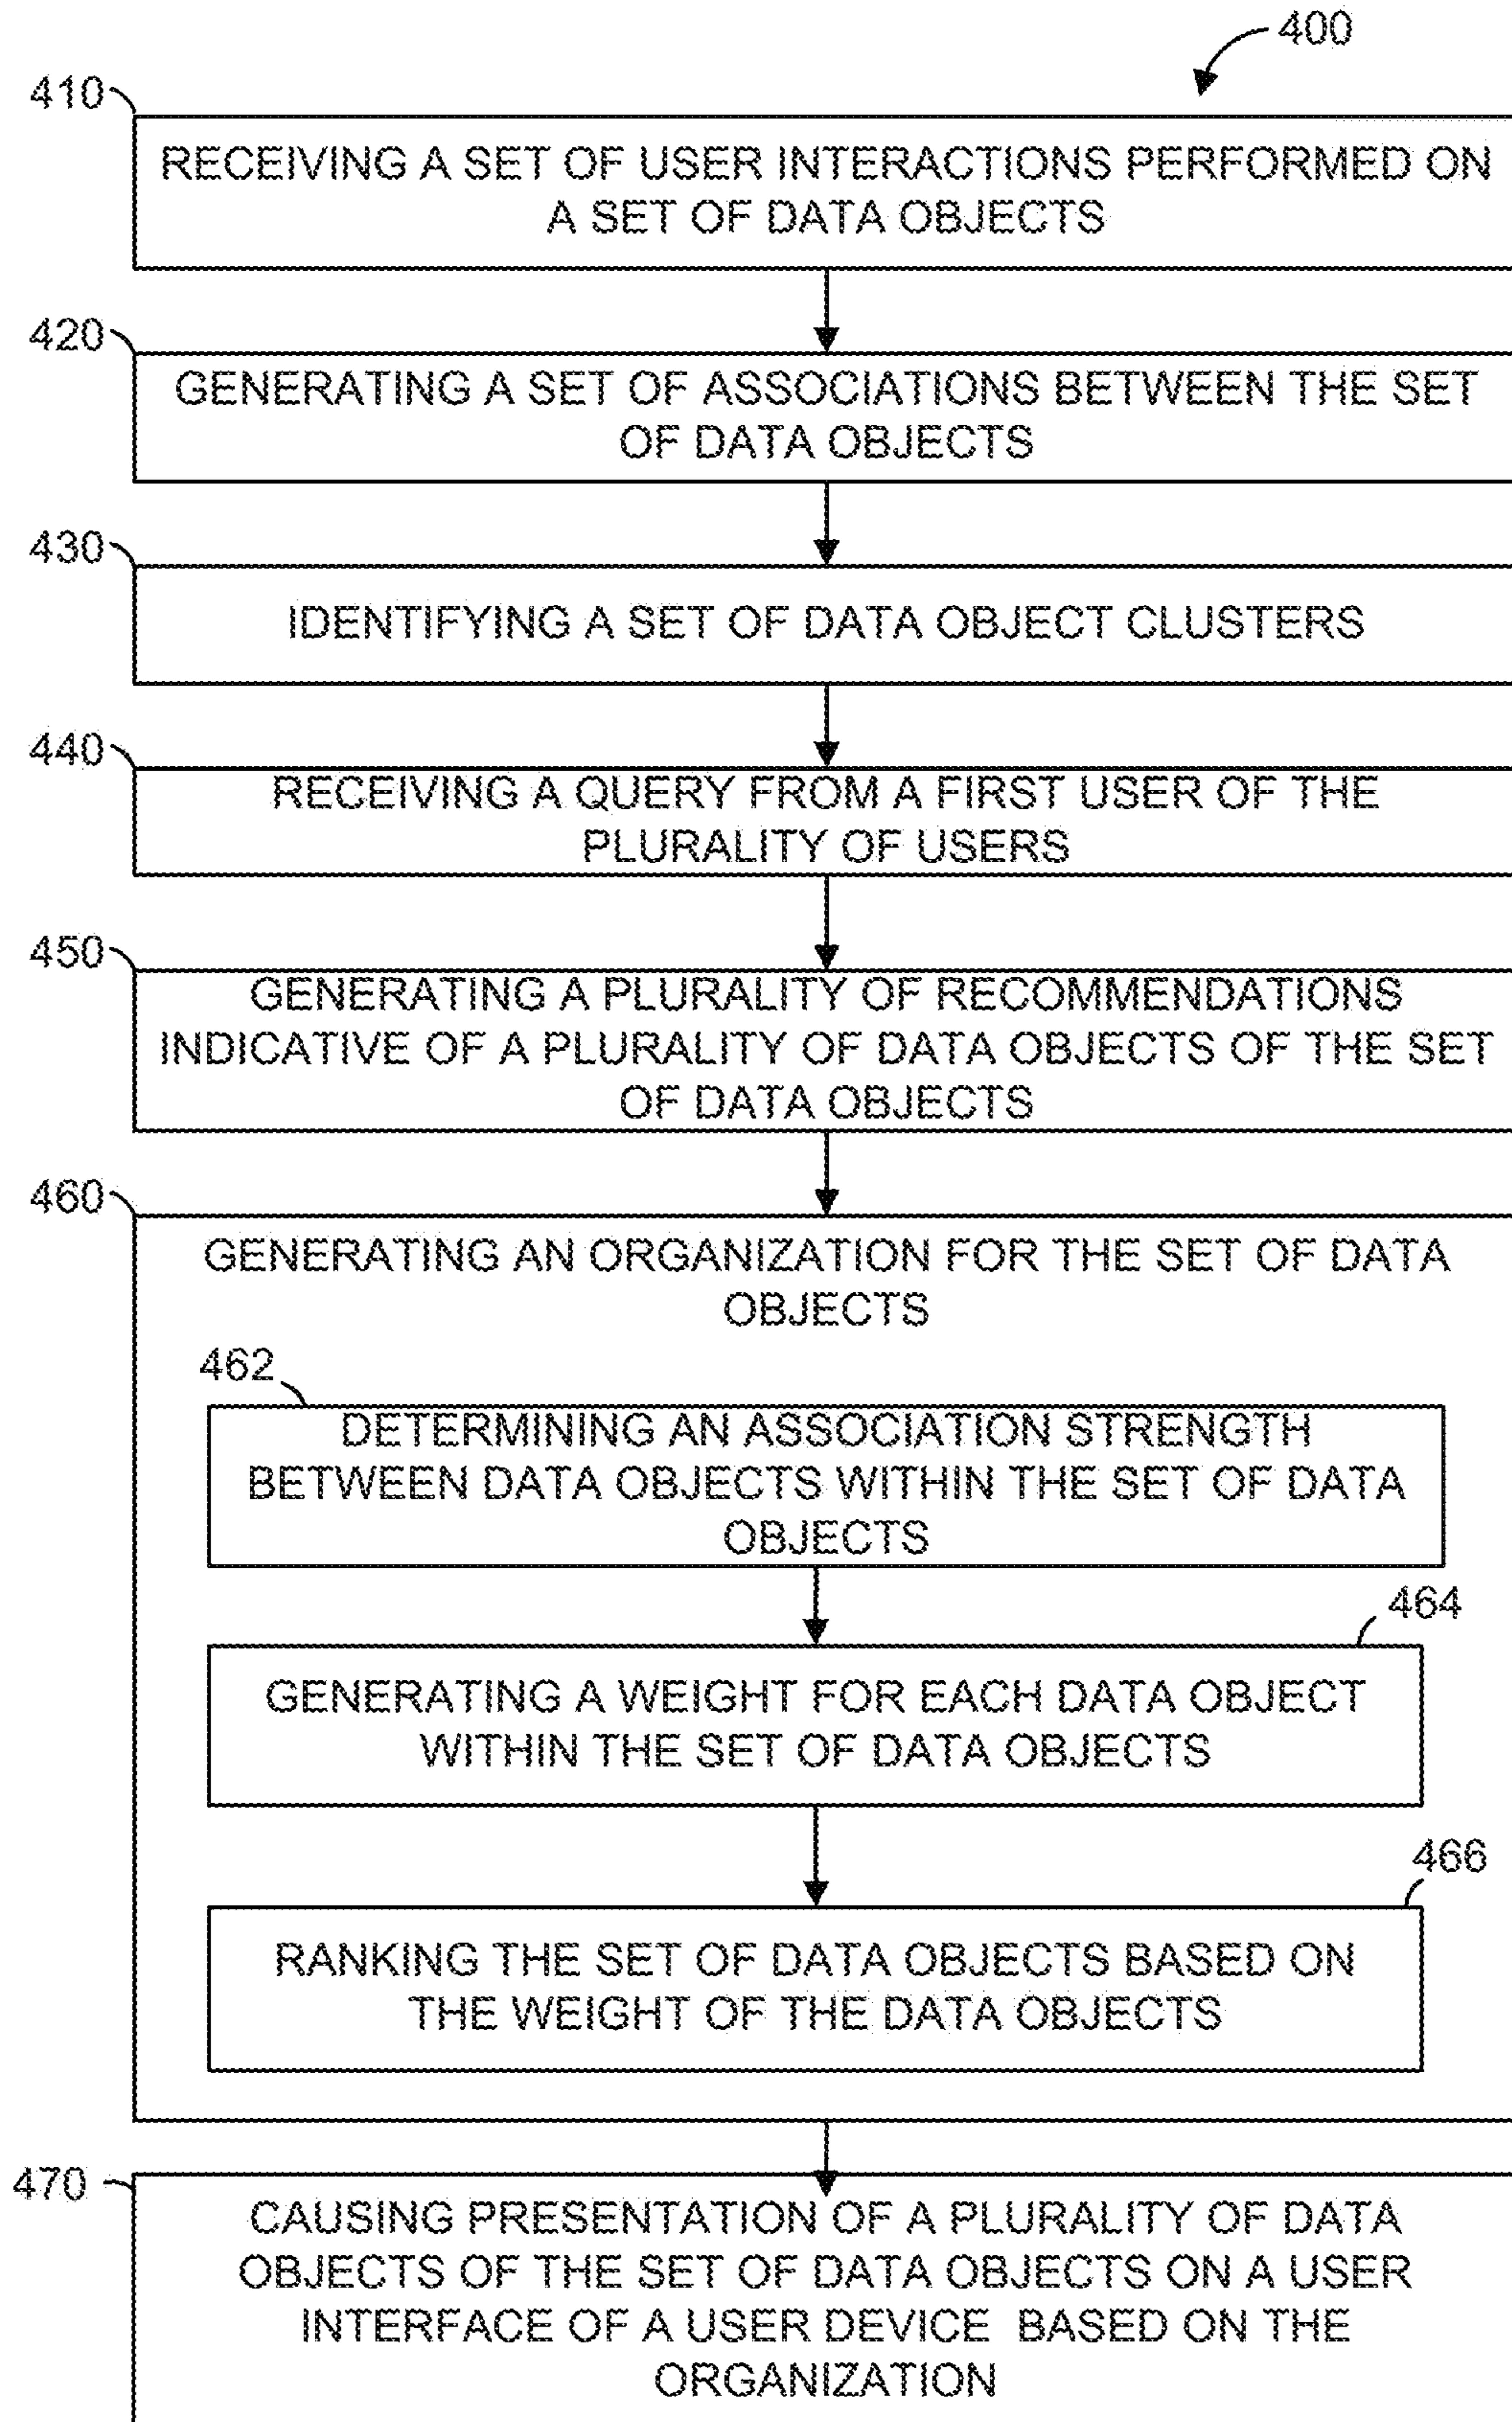 400
410
RECEIVING A SET OF USER INTERACTIONS PERFORMED ON
A SET OF DATA OBJECTS
420
GENERATING A SET OF ASSOCIATIONS BETWEEN THE SET
OF DATA OBJECTS
430
IDENTIFYING A SET OF DATA OBJECT CLUSTERS
440
RECEIVING A QUERY FROM A FIRST USER OF THE
PLURALITY OF USERS
450
GENERATING A PLURALITY OF RECOMMENDATIONS
INDICATIVE OF A PLURALITY OF DATA OBJECTS OF THE SET
OF DATA OBJECTS
460
GENERATING AN ORGANIZATION FOR THE SET OF DATA
OBJECTS
462
DETERMINING AN ASSOCIATION STRENGTH
BETWEEN DATA OBJECTS WITHIN THE SET OF DATA
OBJECTS
464
GENERATING A WEIGHT FOR EACH DATA OBJECT
WITHIN THE SET OF DATA OBJECTS
466
RANKING THE SET OF DATA OBJECTS BASED ON
THE WEIGHT OF THE DATA OBJECTS
470
CAUSING PRESENTATION OF A PLURALITY OF DATA
OBJECTS OF THE SET OF DATA OBJECTS ON A USER
INTERFACE OF A USER DEVICE BASED ON THE
ORGANIZATION